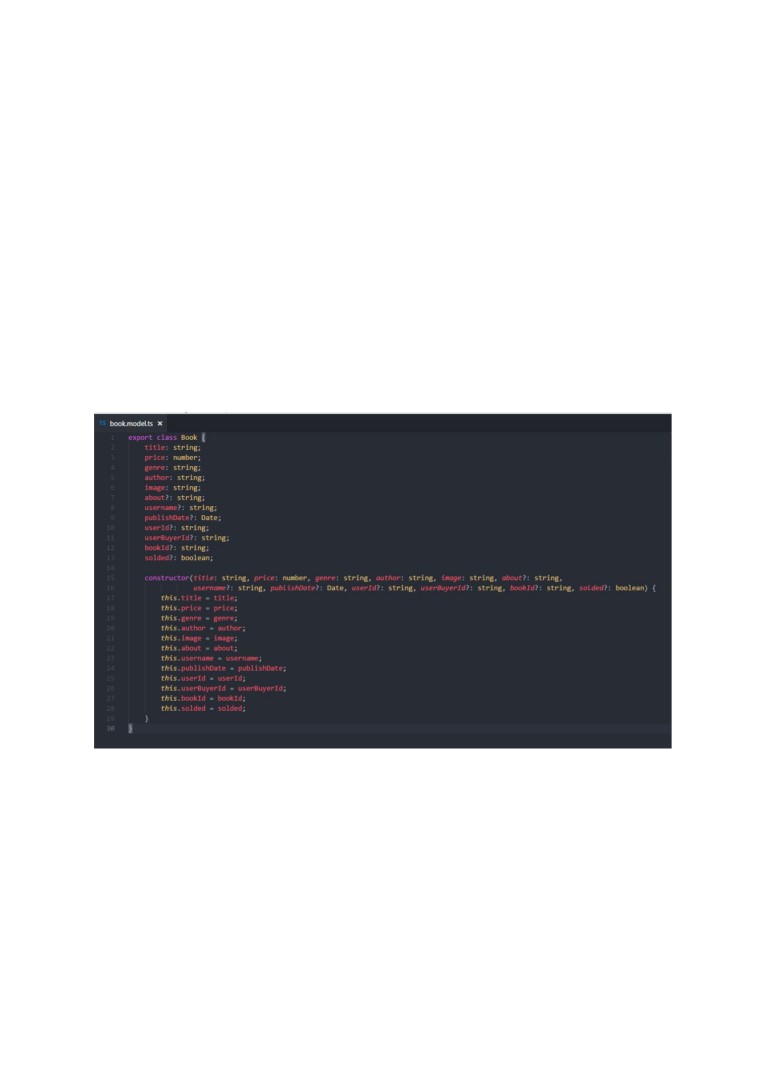 TS book.model.ts ×
1 export class Book {
2 title: string;
3 price: number;
4 genre: string;
5 author: string;
6 image: string;
7 about?: string;
8 username?: string;
9 publishDate?: Date;
10 userId?: string;
11 userBuyerId?: string;
12 bookId?: string;
13 solded?: boolean;
14
15 constructor(title: string, price: number, genre: string, author: string, image: string, about?: string,
16 username?: string, publishDate?: Date, userId?: string, userBuyerId?: string, bookId?: string, solded?: boolean) {
17 this.title = title;
18 this.price = price;
19 this.genre = genre;
20 this.author = author;
21 this.image = image;
22 this.about = about;
23 this.username = username;
24 this.publishDate = publishDate;
25 this.userId = userId;
26 this.userBuyerId = userBuyerId;
27 this.bookId = bookId;
28 this.solded = solded;
29 }
30 }